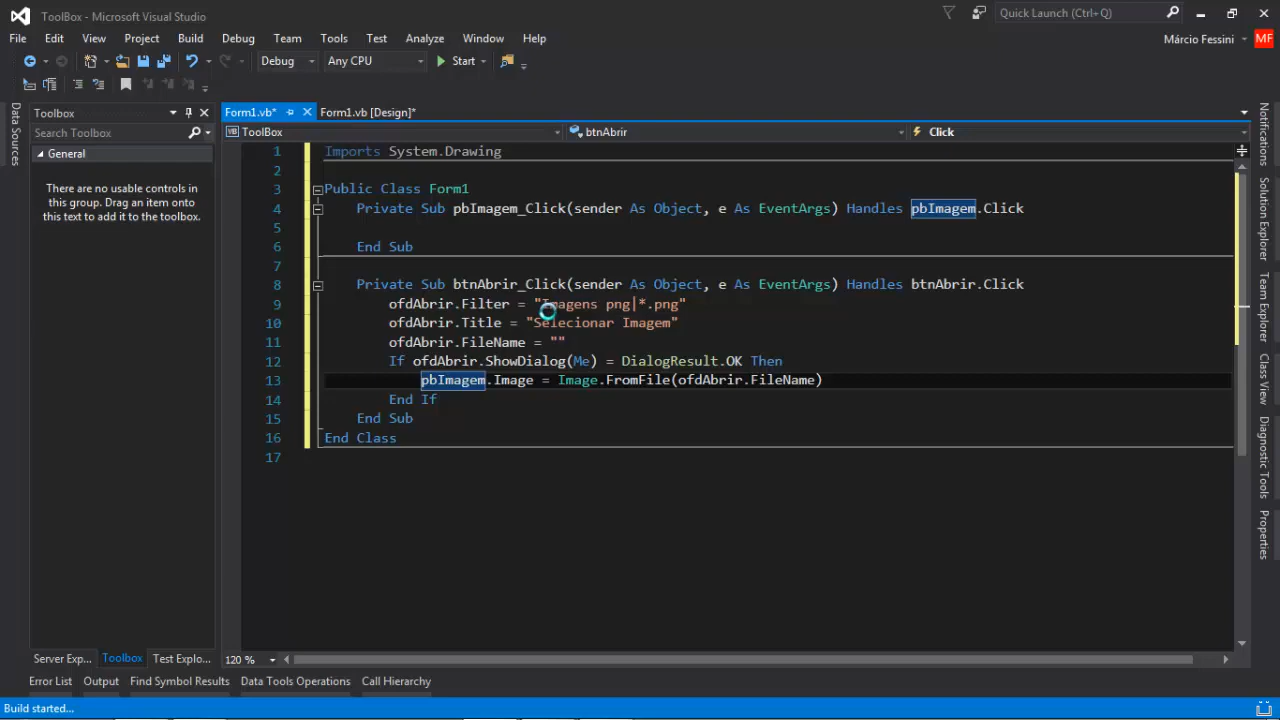 ToolBox - Microsoft Visual Studio
Quick Launch (Ctrl+Q)
File Edit View Project Build Debug Team Tools Test Analyze Window Help
Márcio Fessini MF
Debug Any CPU Start
Data Sources
Toolbox
Search Toolbox
General
There are no usable controls in
this group. Drag an item onto
this text to add it to the toolbox.
Form1.vb* Form1.vb [Design]*
VB ToolBox btnAbrir Click
1 Imports System.Drawing
2
3 Public Class Form1
4 Private Sub pbImagem_Click(sender As Object, e As EventArgs) Handles pbImagem.Click
5
6 End Sub
7
8 Private Sub btnAbrir_Click(sender As Object, e As EventArgs) Handles btnAbrir.Click
9 ofdAbrir.Filter = "Imagens png|*.png"
10 ofdAbrir.Title = "Selecionar Imagem"
11 ofdAbrir.FileName = ""
12 If ofdAbrir.ShowDialog(Me) = DialogResult.OK Then
13 pbImagem.Image = Image.FromFile(ofdAbrir.FileName)
14 End If
15 End Sub
16 End Class
17
Notifications
Solution Explorer
Team Explorer
Class View
Diagnostic Tools
Properties
Server Exp... Toolbox Test Explo...
120 %
Error List Output Find Symbol Results Data Tools Operations Call Hierarchy
Build started...